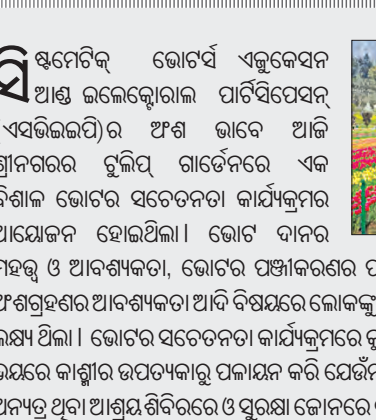 ସିଷ୍ଟମେଟିକ୍ ଭୋଟର୍ସ ଏଜୁକେସନ
ଆଣ୍ଡ ଇଲେକ୍ଟୋରାଲ ପାର୍ଟିସିପେସନ୍
(ଏସଭିଇଇପି)ର ଅଂଶ ଭାବେ ଆଜି
ଶ୍ରୀନଗରର ଟୁଲିପ୍ ଗାର୍ଡେନରେ ଏକ
ବିଶାଳ ଭୋଟର ସଚେତନତା କାର୍ଯ୍ୟକ୍ରମର
ଆୟୋଜନ ହୋଇଥିଲା। ଭୋଟ ଦାନର
ମହତ୍ତ୍ୱ ଓ ଆବଶ୍ୟକତା, ଭୋଟର ପଞ୍ଜୀକରଣର
ଅଂଶଗ୍ରହଣର ଆବଶ୍ୟକତା ଆଦି ବିଷୟରେ ଲୋକଙ୍କୁ
ଲକ୍ଷ୍ୟ ଥିଲା। ଭୋଟର ସଚେତନତା କାର୍ଯ୍ୟକ୍ରମରେ
ଭୟରେ କାଶ୍ମୀର ଉପତ୍ୟକାରୁ ପଳାୟନ କରି
ଅନ୍ୟତ୍ର ଥିବା ଆଶ୍ରୟ ଶିବିରରେ ଓ ସୁରକ୍ଷା ଜୋନରେ